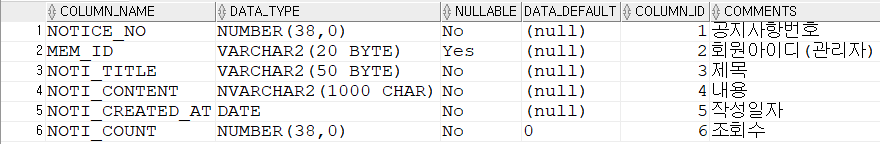 COLUMN_NAME DATA_TYPE NULLABLE DATA_DEFAULT COLUMN_ID COMMENTS
1 NOTICE_NO NUMBER(38,0) No (null) 1 공지사항번호
2 MEM_ID VARCHAR2(20 BYTE) Yes (null) 2 회원아이디(관리자)
3 NOTI_TITLE VARCHAR2(50 BYTE) No (null) 3 제목
4 NOTI_CONTENT NVARCHAR2(1000 CHAR) No (null) 4 내용
5 NOTI_CREATED_AT DATE No (null) 5 작성일자
6 NOTI_COUNT NUMBER(38,0) No 0 6 조회수